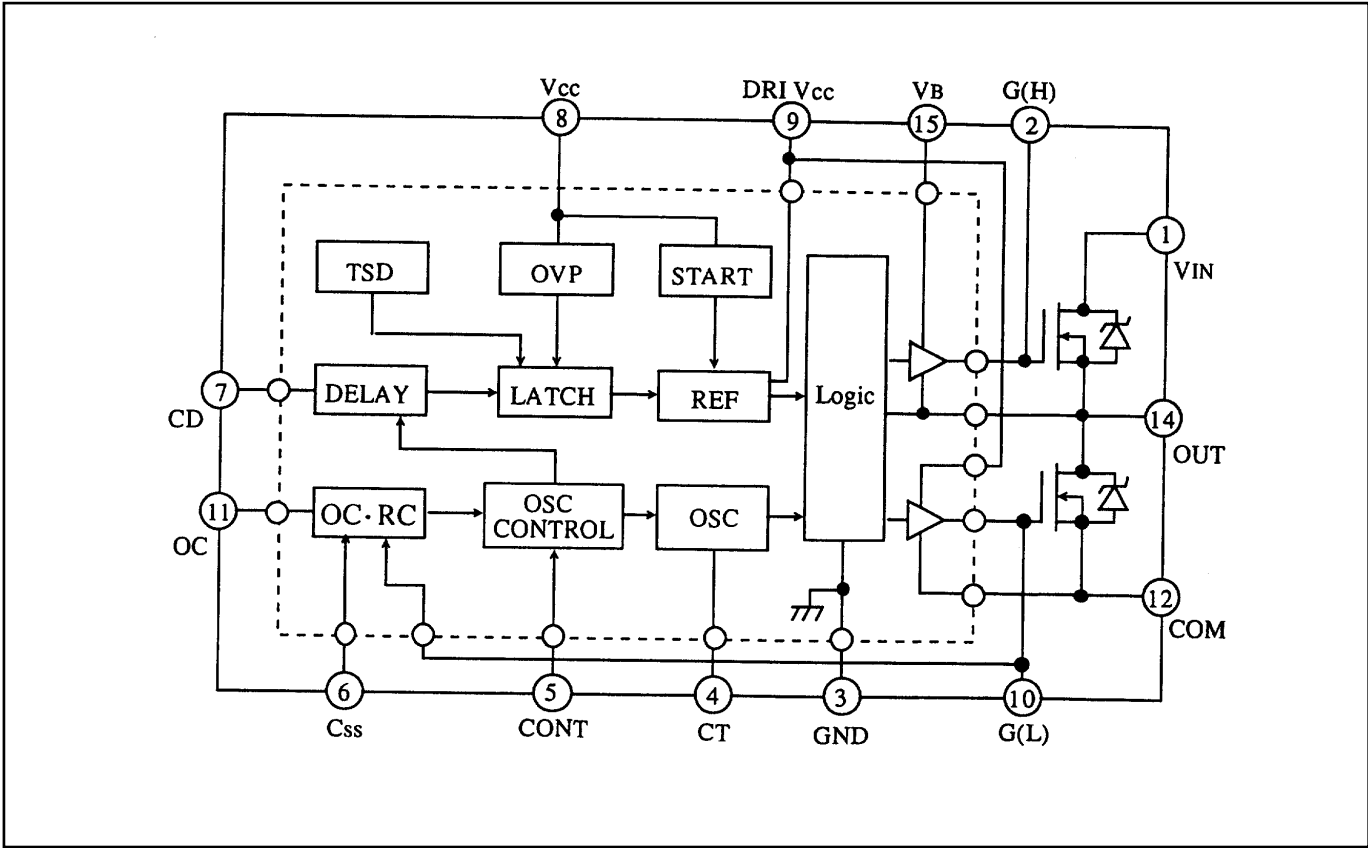 Vcc
DRI Vcc
VB
G(H)
8
9
15
2
1
VIN
TSD
OVP
START
7
CD
DELAY
LATCH
REF
Logic
14
OUT
11
OC
OC·RC
OSC
CONTROL
OSC
12
COM
6
5
4
3
10
Css
CONT
CT
GND
G(L)